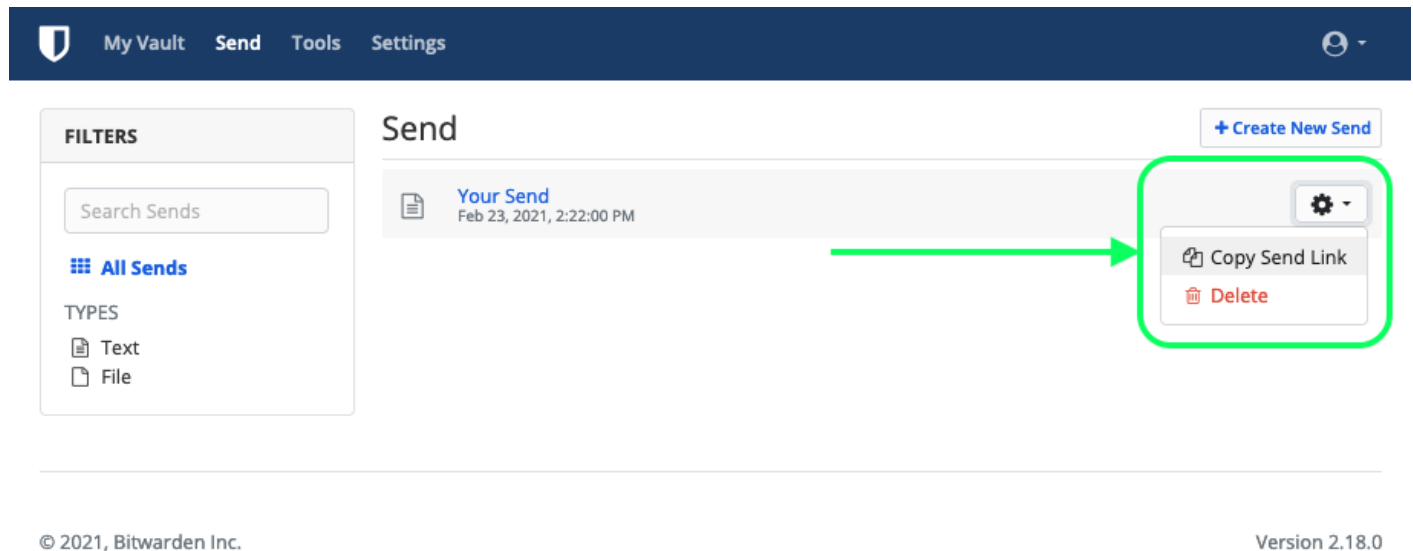 My Vault Send Tools Settings
FILTERS
Search Sends
All Sends
TYPES
Text
File
Send
+ Create New Send
Your Send
Feb 23, 2021, 2:22:00 PM
Copy Send Link
Delete
© 2021, Bitwarden Inc.
Version 2.18.0